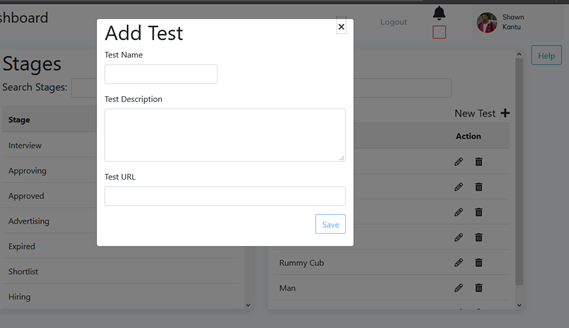 shboard
Logout
Shawn
Kantu
Add Test
×
Test Name
Test Description
Test URL
Save
Help
Stages
Search Stages:
Stage
Interview
Approving
Approved
Advertising
Expired
Shortlist
Hiring
New Test +
Action
Rummy Cub
Man